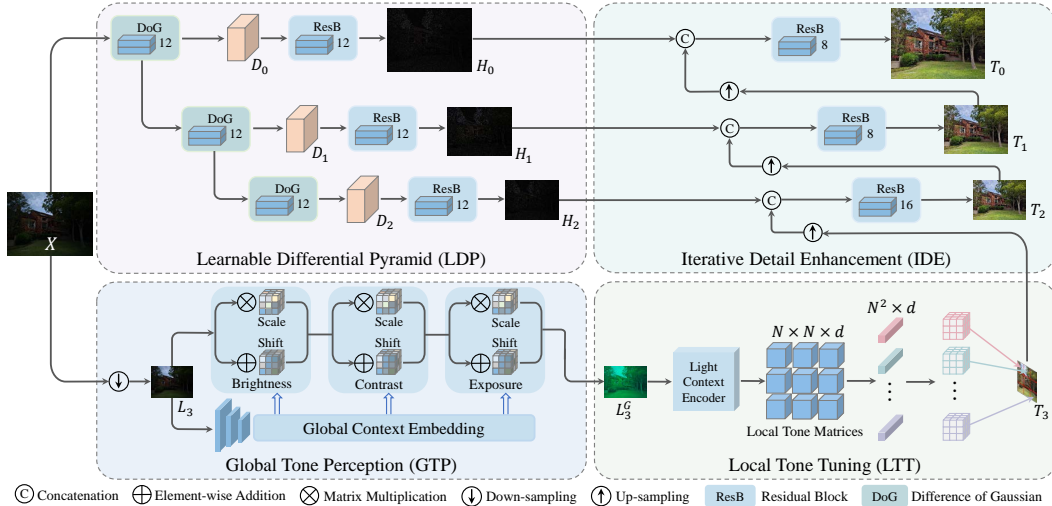 DoG
12
D0
ResB
12
H0
C
ResB
8
T0
DoG
12
D1
ResB
12
H1
C
ResB
8
T1
DoG
12
D2
ResB
12
H2
C
ResB
16
T2
X
Learnable Differential Pyramid (LDP)
Iterative Detail Enhancement (IDE)
Scale
Shift
Brightness
Scale
Shift
Contrast
Scale
Shift
Exposure
L3
Global Context Embedding
Global Tone Perception (GTP)
L3^G
Light
Context
Encoder
N × N × d
Local Tone Matrices
N² × d
T3
Local Tone Tuning (LTT)
C Concatenation
Element-wise Addition
Matrix Multiplication
Down-sampling
Up-sampling
ResB Residual Block
DoG Difference of Gaussian